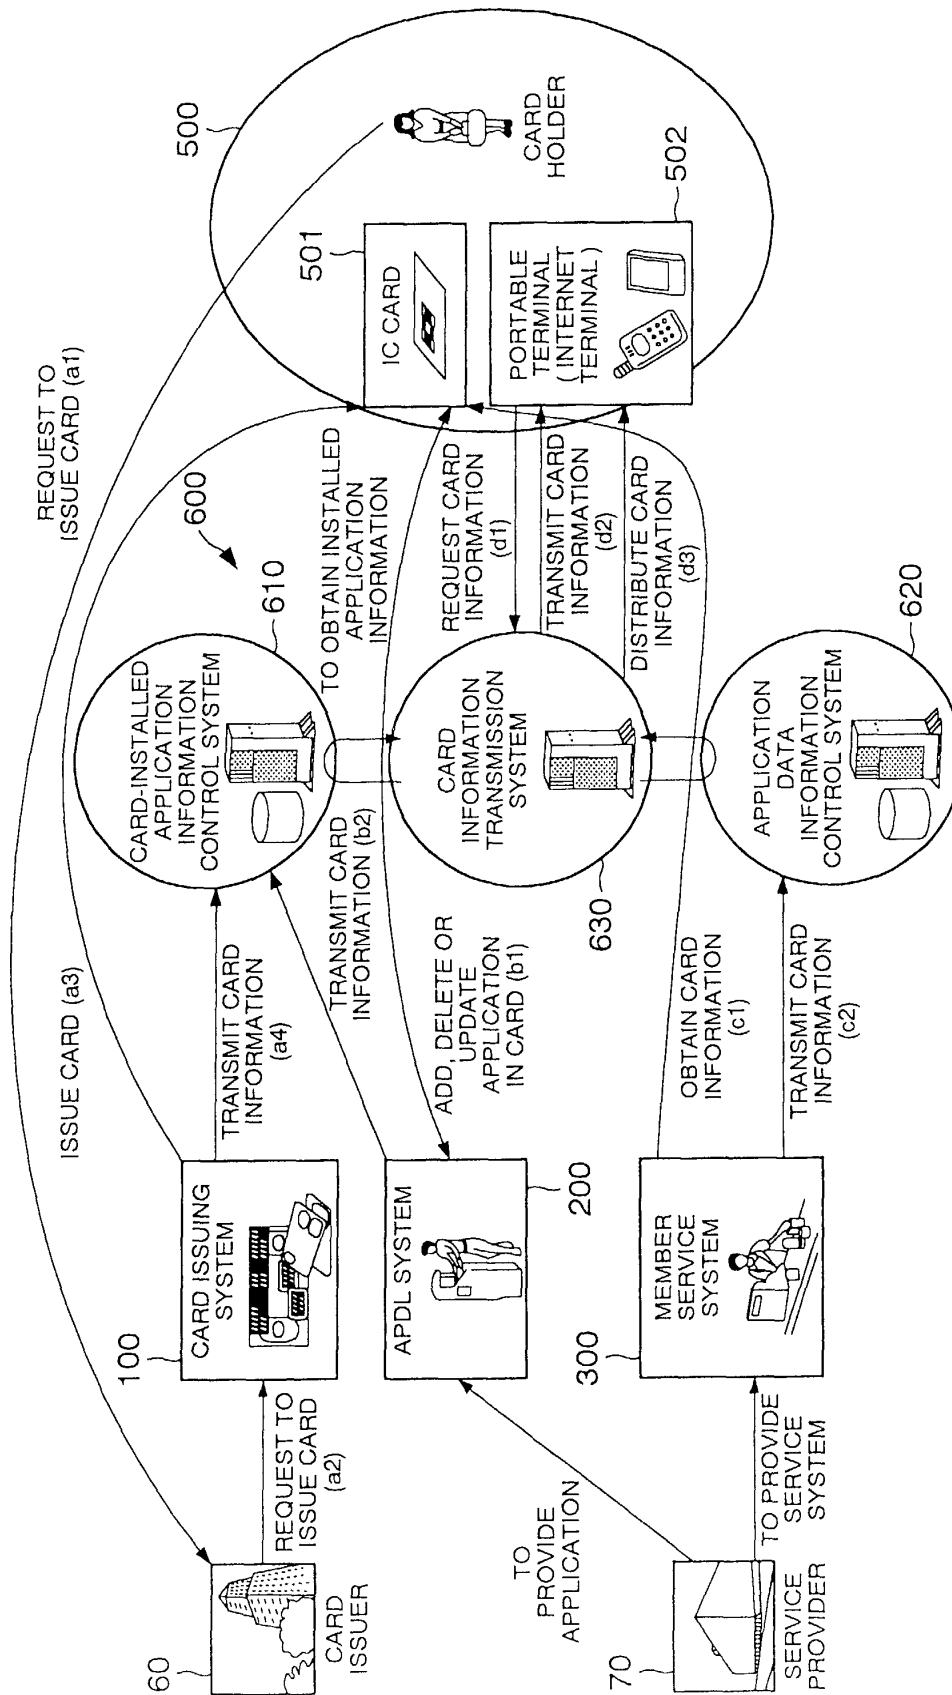 500
CARD
HOLDER
501
IC CARD
502
PORTABLE
TERMINAL
(INTERNET
TERMINAL)
REQUEST TO
ISSUE CARD (a1)
600
610
CARD-INSTALLED
APPLICATION
INFORMATION
CONTROL SYSTEM
TO OBTAIN INSTALLED
APPLICATION
INFORMATION
REQUEST CARD
INFORMATION
(d1)
TRANSMIT CARD
INFORMATION
(d2)
DISTRIBUTE CARD
INFORMATION
(d3)
CARD
INFORMATION
TRANSMISSION
SYSTEM
630
620
APPLICATION
DATA
INFORMATION
CONTROL SYSTEM
ISSUE CARD (a3)
TRANSMIT CARD
INFORMATION
(a4)
TRANSMIT CARD
INFORMATION (b2)
ADD, DELETE OR
UPDATE
APPLICATION
IN CARD (b1)
OBTAIN CARD
INFORMATION
(c1)
TRANSMIT CARD
INFORMATION
(c2)
100
CARD ISSUING
SYSTEM
APDL SYSTEM
200
300
MEMBER
SERVICE
SYSTEM
REQUEST TO
ISSUE CARD
(a2)
TO
PROVIDE
APPLICATION
TO PROVIDE
SERVICE
SYSTEM
60
CARD
ISSUER
70
SERVICE
PROVIDER